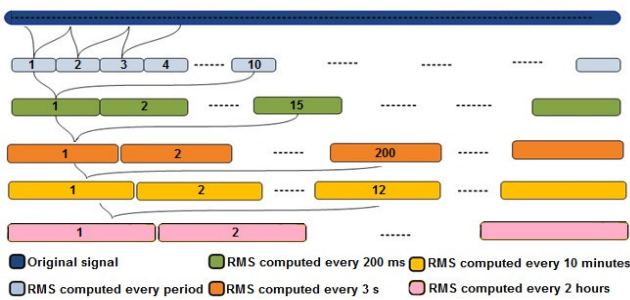 1 2 3 4 ------ 10 ------ ------ ------
1 2 ------ 15 ------ ------
1 2 ------ 200 ------
1 2 ------ 12 ------
1 2 ------
Original signal RMS computed every 200 ms RMS computed every 10 minutes
RMS computed every period RMS computed every 3 s RMS computed every 2 hours